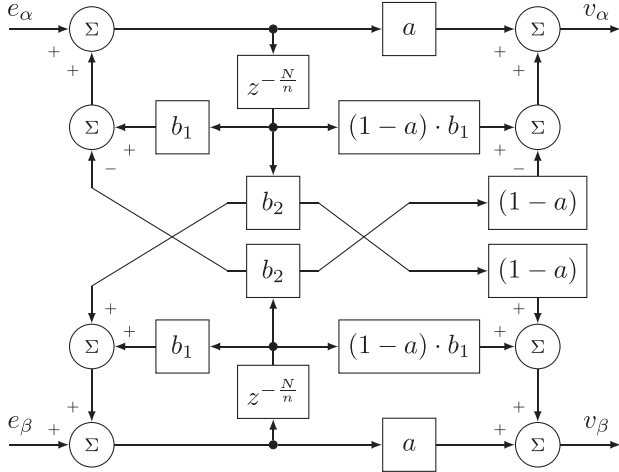 e_α Σ a Σ v_α
+ + + +
z^{-N/n}
Σ b_1 (1 − a) · b_1 Σ
+ + − −
b_2 (1 − a)
b_2 (1 − a)
+ + + +
Σ b_1 (1 − a) · b_1 Σ
z^{-N/n}
+ + + +
e_β Σ a Σ v_β